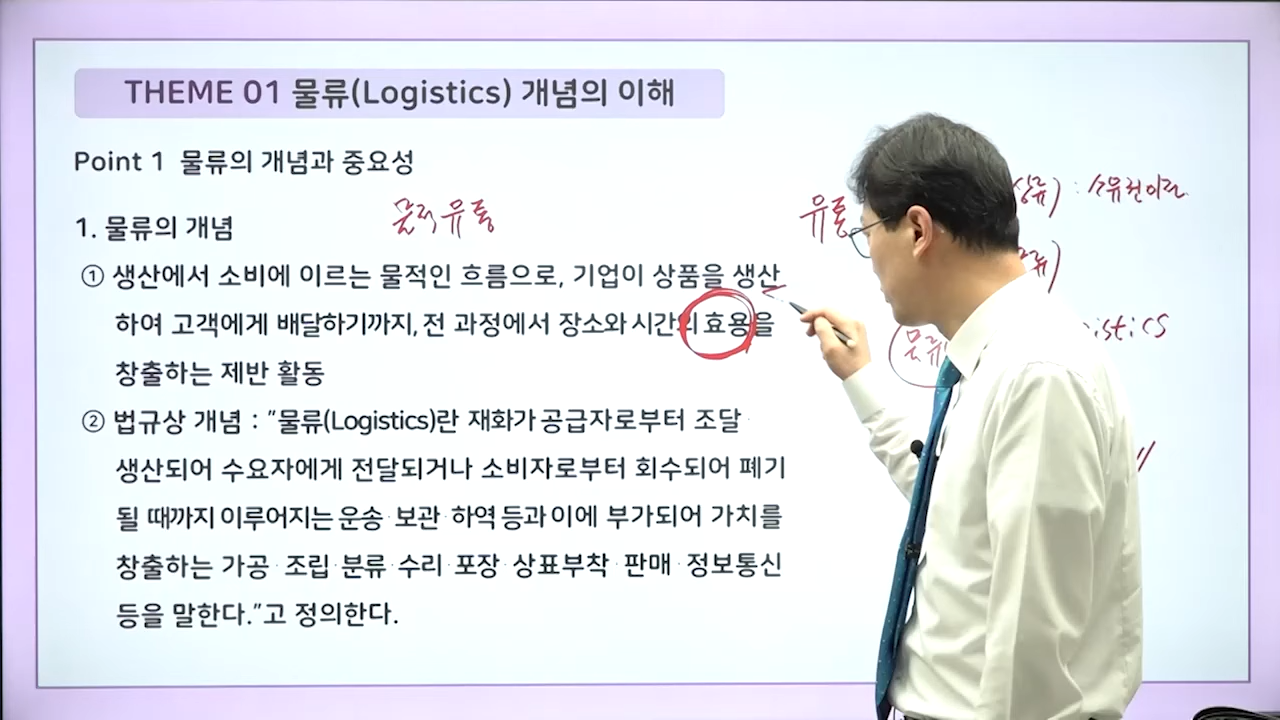 THEME 01 물류(Logistics) 개념의 이해
Point 1 물류의 개념과 중요성
1. 물류의 개념
물적유통
유통
상류) : 소유권이전
① 생산에서 소비에 이르는 물적인 흐름으로, 기업이 상품을 생산
하여 고객에게 배달하기까지, 전 과정에서 장소와 시간의 효용을
창출하는 제반 활동
② 법규상 개념 : "물류(Logistics)란 재화가 공급자로부터 조달·
생산되어 수요자에게 전달되거나 소비자로부터 회수되어 폐기
될 때까지 이루어지는 운송·보관·하역 등과 이에 부가되어 가치를
창출하는 가공·조립·분류·수리·포장·상표부착·판매·정보통신
등을 말한다."고 정의한다.
물류
istics